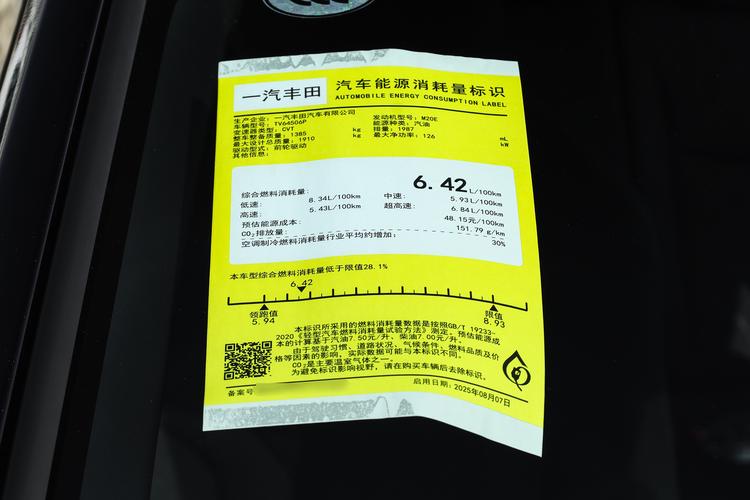 一汽丰田
汽车能源消耗量标识
AUTOMOBILE ENERGY CONSUMPTION LABEL
生产企业：一汽丰田汽车有限公司
车辆型号：TV64506P 发动机型号：M20E
变速器类型：CVT 能源种类：汽油
整车整备质量：1385 kg 排量：1987 mL
最大设计总质量：1910 kg 最大净功率：126 kW
驱动型式：前轮驱动
其他信息：
综合燃料消耗量： 6.42 L/100km
低速： 8.34L/100km 中速： 5.93L/100km
高速： 5.43L/100km 超高速： 6.84L/100km
预估能源成本： 48.15元/100km
CO₂排放量： 151.79 g/km
空调制冷燃料消耗量行业平均约增加： 30%
本车型综合燃料消耗量低于限值28.1%
6.42
领跑值 限值
5.94 8.93
本标识所采用的燃料消耗量数据是按照GB/T 19233-
2020《轻型汽车燃料消耗量试验方法》测定。预估能源成
本的计算基于汽油7.50元/升、柴油7.00元/升。
由于驾驶习惯、道路状况、气候条件、燃料品质及价
格等因素的影响，实际数据可能与本标识不同。
CO₂是主要温室气体之一。
为避免标识影响视野，请在购买车辆后去除标识。
备案号
启用日期：2025年08月07日